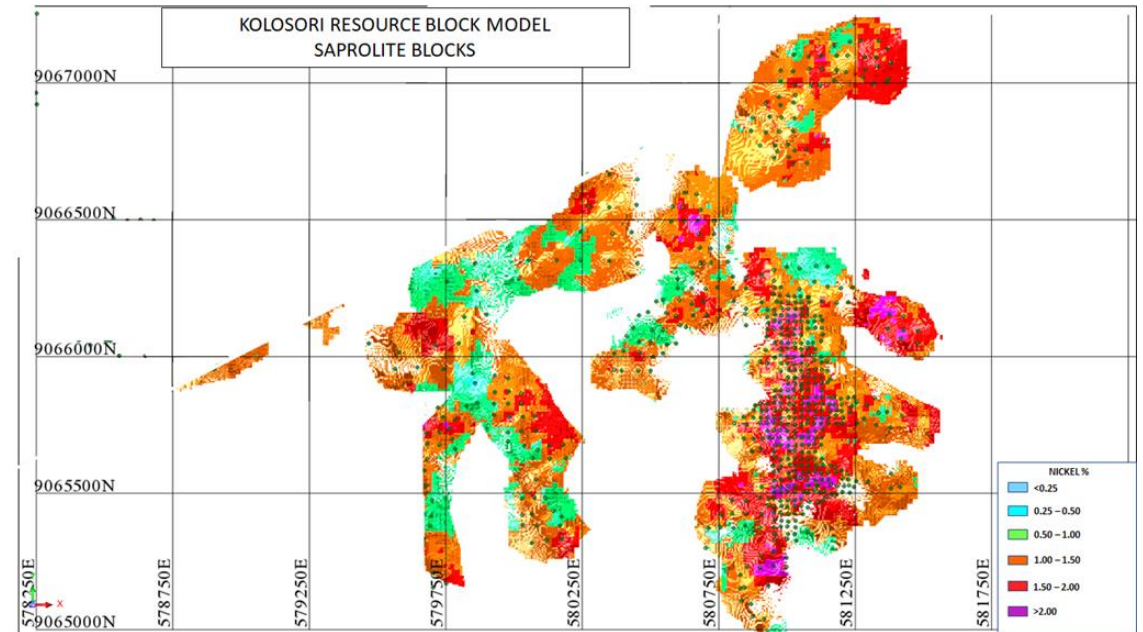 KOLOSORI RESOURCE BLOCK MODEL
SAPROLITE BLOCKS
9067000N
9066500N
9066000N
9065500N
9065000N
578250E
578750E
579250E
579750E
580250E
580750E
581250E
581750E
X
NICKEL %
<0.25
0.25 – 0.50
0.50 – 1.00
1.00 – 1.50
1.50 – 2.00
>2.00